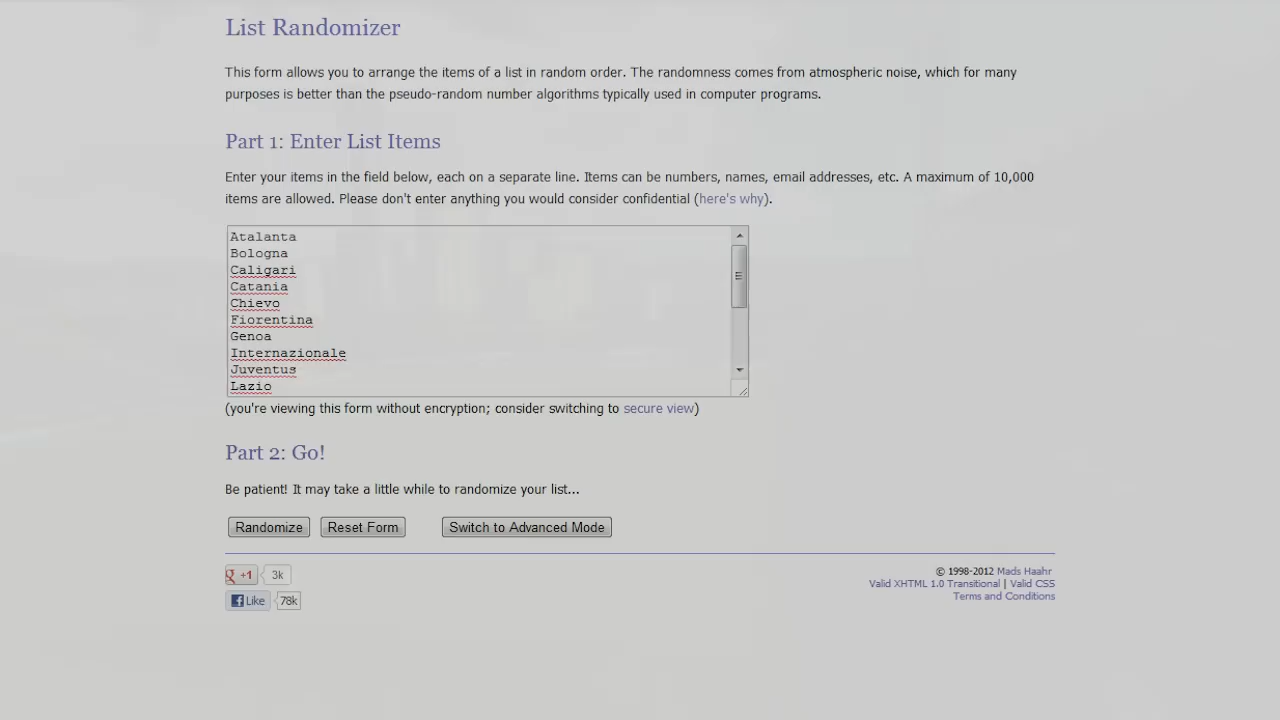 List Randomizer
This form allows you to arrange the items of a list in random order. The randomness comes from atmospheric noise, which for many
purposes is better than the pseudo-random number algorithms typically used in computer programs.
Part 1: Enter List Items
Enter your items in the field below, each on a separate line. Items can be numbers, names, email addresses, etc. A maximum of 10,000
items are allowed. Please don't enter anything you would consider confidential (here's why).
Atalanta
Bologna
Caligari
Catania
Chievo
Fiorentina
Genoa
Internazionale
Juventus
Lazio
(you're viewing this form without encryption; consider switching to secure view)
Part 2: Go!
Be patient! It may take a little while to randomize your list...
Randomize Reset Form Switch to Advanced Mode
g +1 3k
Like 78k
© 1998-2012 Mads Haahr
Valid XHTML 1.0 Transitional | Valid CSS
Terms and Conditions